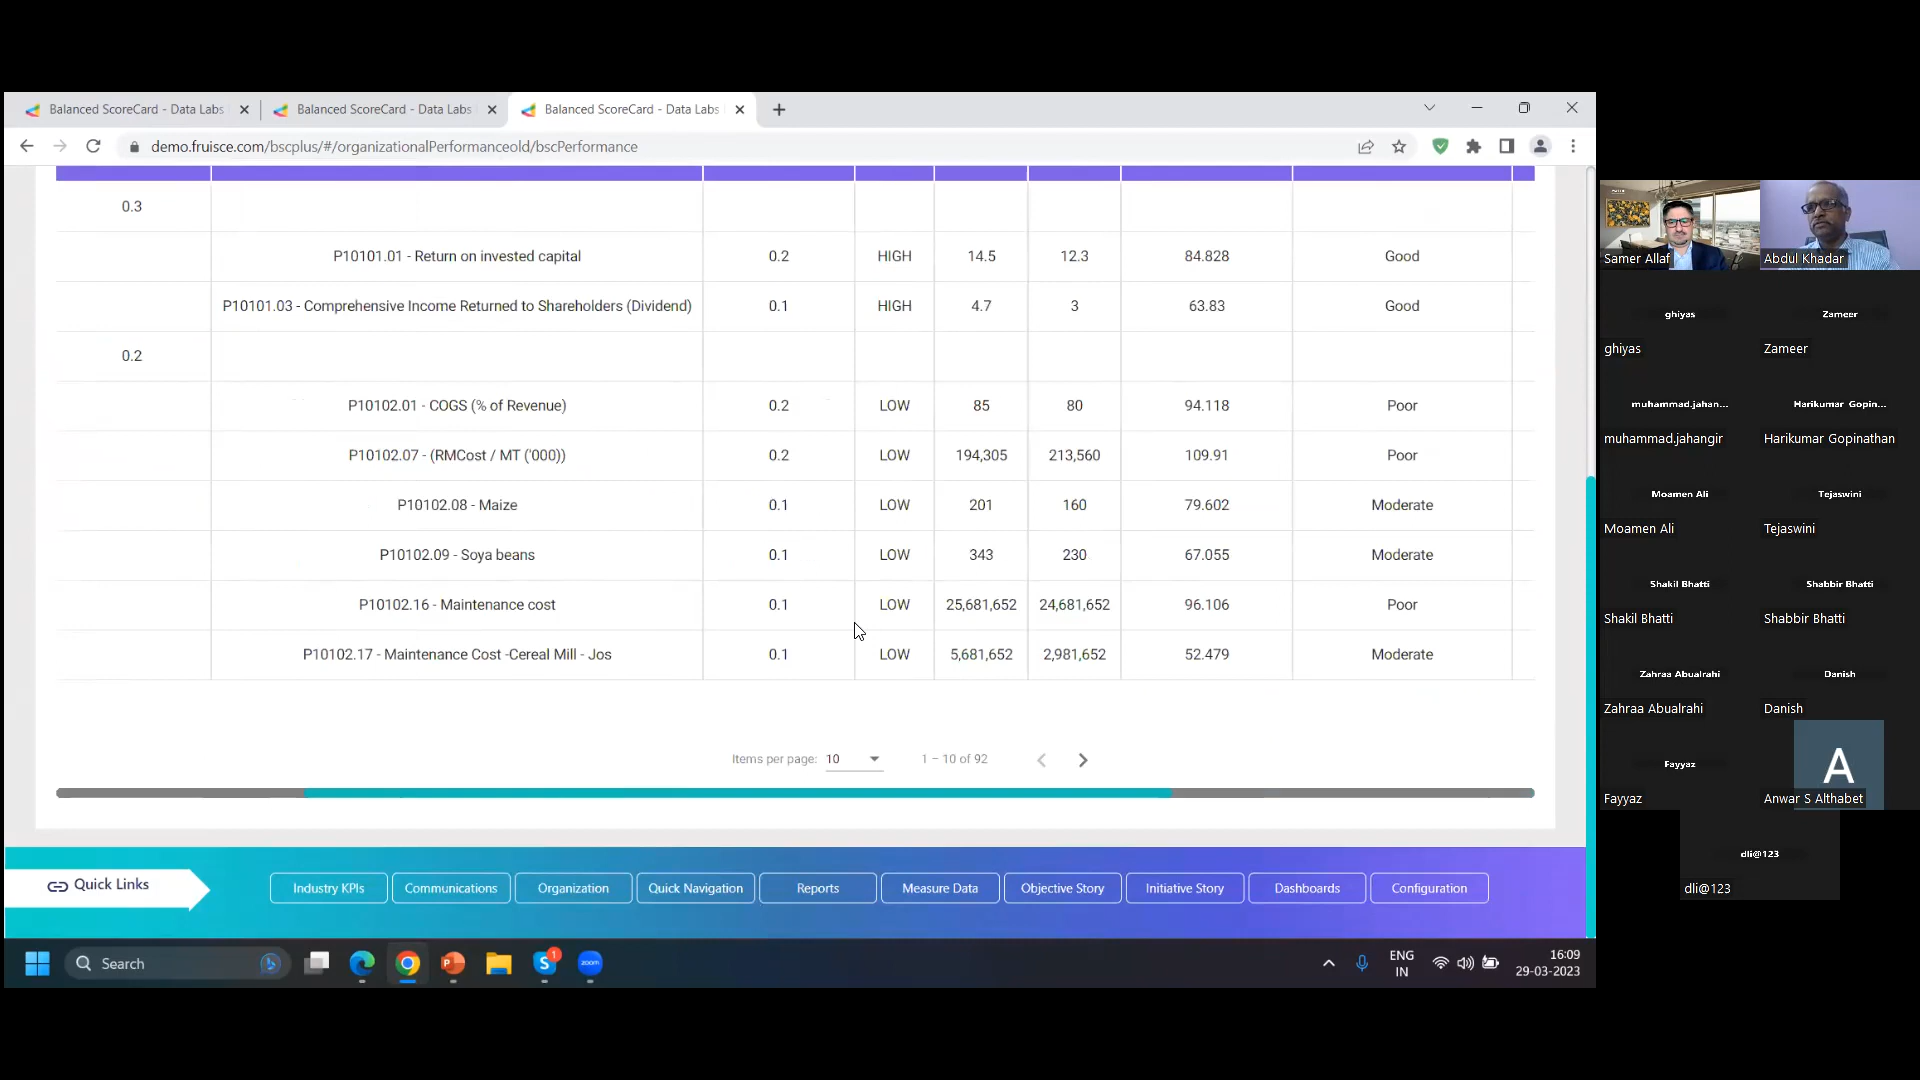 Balanced ScoreCard - Data Labs
Balanced ScoreCard - Data Labs
Balanced ScoreCard - Data Labs
demo.fruisce.com/bscplus/#/organizationalPerformanceold/bscPerformance
0.3
P10101.01 - Return on invested capital 0.2 HIGH 14.5 12.3 84.828 Good
P10101.03 - Comprehensive Income Returned to Shareholders (Dividend) 0.1 HIGH 4.7 3 63.83 Good
0.2
P10102.01 - COGS (% of Revenue) 0.2 LOW 85 80 94.118 Poor
P10102.07 - (RMCost / MT ('000)) 0.2 LOW 194,305 213,560 109.91 Poor
P10102.08 - Maize 0.1 LOW 201 160 79.602 Moderate
P10102.09 - Soya beans 0.1 LOW 343 230 67.055 Moderate
P10102.16 - Maintenance cost 0.1 LOW 25,681,652 24,681,652 96.106 Poor
P10102.17 - Maintenance Cost -Cereal Mill - Jos 0.1 LOW 5,681,652 2,981,652 52.479 Moderate
Items per page: 10 1 – 10 of 92
Quick Links
Industry KPIs Communications Organization Quick Navigation Reports Measure Data Objective Story Initiative Story Dashboards Configuration
Search
1
zoom
ENG
IN
16:09
29-03-2023
Samer Allaf
Abdul Khadar
ghiyas
ghiyas
Zameer
Zameer
muhammad.jahan...
muhammad.jahangir
Harikumar Gopin...
Harikumar Gopinathan
Moamen Ali
Moamen Ali
Tejaswini
Tejaswini
Shakil Bhatti
Shakil Bhatti
Shabbir Bhatti
Shabbir Bhatti
Zahraa Abualrahi
Zahraa Abualrahi
Danish
Danish
Fayyaz
Fayyaz
A
Anwar S Althabet
dli@123
dli@123